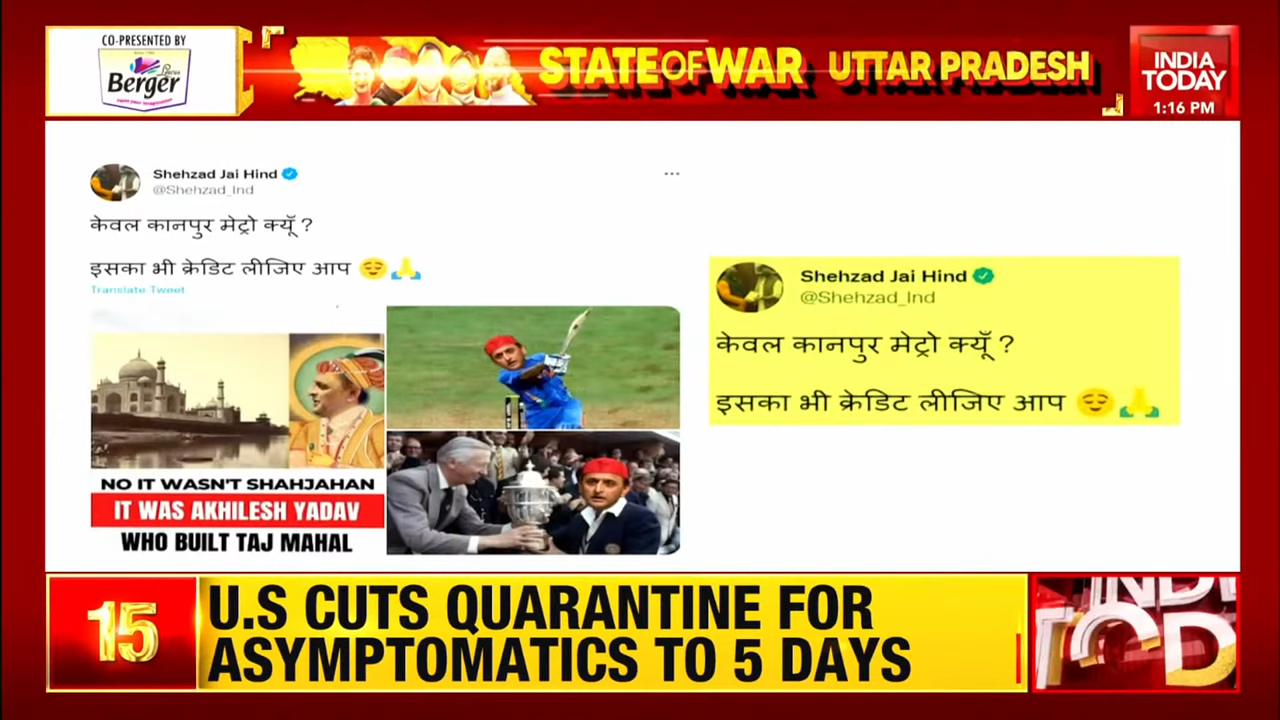 CO-PRESENTED BY
Berger
STATE OF WAR UTTAR PRADESH
INDIA
TODAY
1:16 PM
Shehzad Jai Hind
@Shehzad_Ind
केवल कानपुर मेट्रो क्यूँ ?
इसका भी क्रेडिट लीजिए आप 😌🙏
Translate Tweet
NO IT WASN'T SHAHJAHAN
IT WAS AKHILESH YADAV
WHO BUILT TAJ MAHAL
Shehzad Jai Hind
@Shehzad_Ind
केवल कानपुर मेट्रो क्यूँ ?
इसका भी क्रेडिट लीजिए आप 😌🙏
15
U.S CUTS QUARANTINE FOR
ASYMPTOMATICS TO 5 DAYS